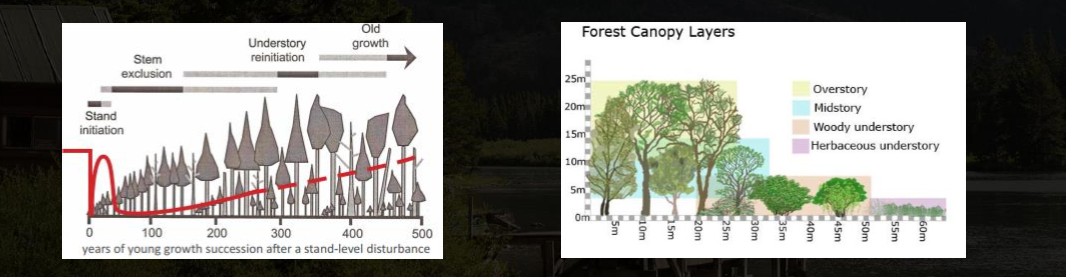 Old
growth
Understory
reinitiation
Stem
exclusion
Stand
initiation
0 100 200 300 400 500
years of young growth succession after a stand-level disturbance
Forest Canopy Layers
25m
20m
15m
10m
5m
0m
Overstory
Midstory
Woody understory
Herbaceous understory
5m 10m 15m 20m 25m 30m 35m 40m 45m 50m 55m 60m